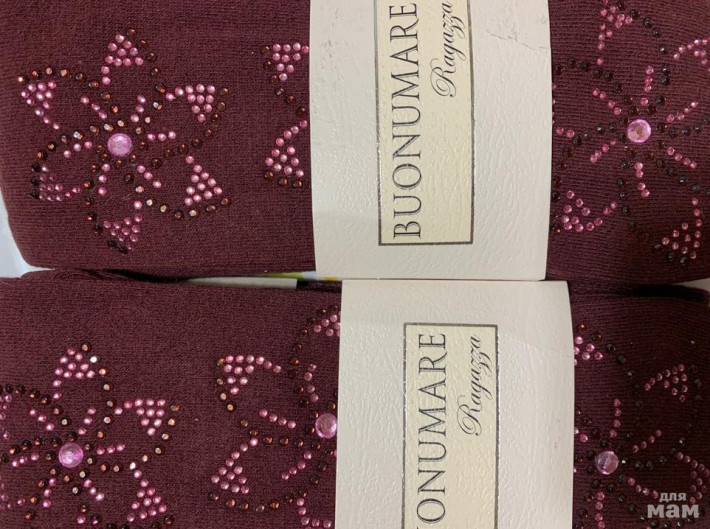 BUONUMARE
Ragazza
ONUMARE
Ragazza
для
мам